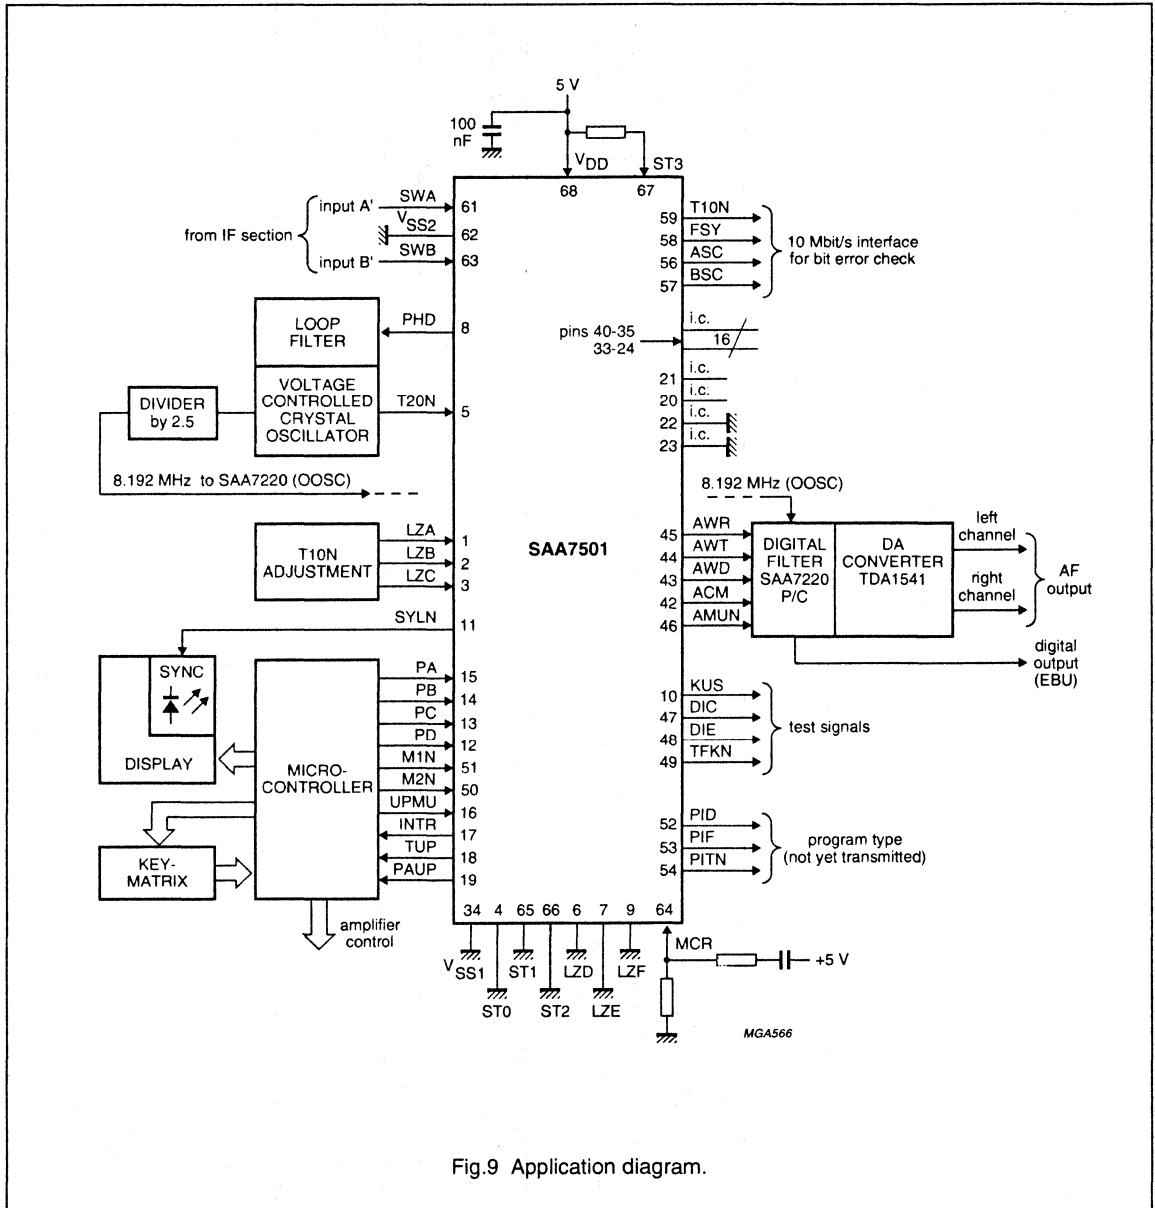 5 V
100
nF
VDD
ST3
68
67
from IF section
input A'
SWA
61
VSS2
62
input B'
SWB
63
59
T10N
58
FSY
56
ASC
57
BSC
10 Mbit/s interface
for bit error check
LOOP
FILTER
PHD
8
pins 40-35
33-24
i.c.
16
21
i.c.
20
i.c.
22
i.c.
23
i.c.
DIVIDER
by 2.5
VOLTAGE
CONTROLLED
CRYSTAL
OSCILLATOR
T20N
5
8.192 MHz to SAA7220 (OOSC)
8.192 MHz (OOSC)
SAA7501
T10N
ADJUSTMENT
LZA
1
LZB
2
LZC
3
45
AWR
44
AWT
43
AWD
42
ACM
46
AMUN
DIGITAL
FILTER
SAA7220
P/C
DA
CONVERTER
TDA1541
left
channel
right
channel
AF
output
digital
output
(EBU)
SYLN
11
SYNC
DISPLAY
MICRO-
CONTROLLER
PA
15
PB
14
PC
13
PD
12
M1N
51
M2N
50
UPMU
16
INTR
17
TUP
18
PAUP
19
10
KUS
47
DIC
48
DIE
49
TFKN
test signals
52
PID
53
PIF
54
PITN
program type
(not yet transmitted)
KEY-
MATRIX
amplifier
control
34 4 65 66 6 7 9 64
VSS1
ST0
ST1
ST2
LZD
LZE
LZF
MCR
+5 V
MGA566
Fig.9 Application diagram.